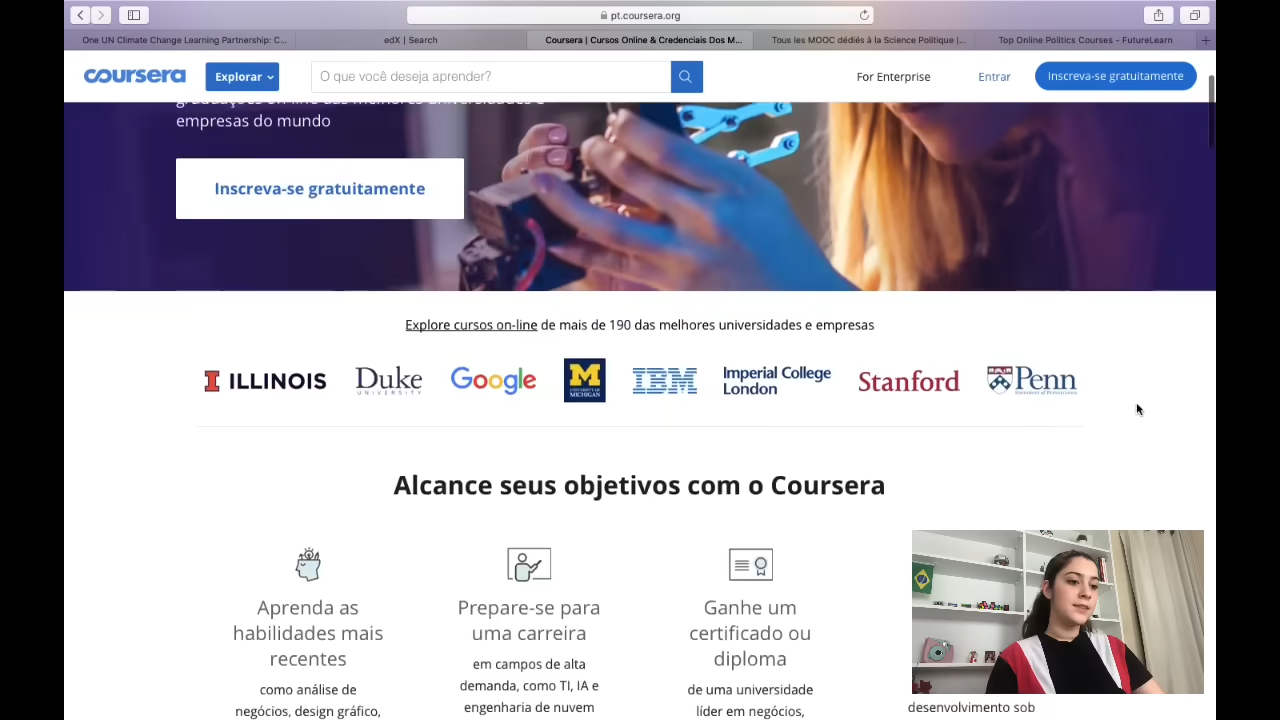 pt.coursera.org
One UN Climate Change Learning Partnership: C...
edX | Search
Coursera | Cursos Online & Credenciais Dos M...
Tous les MOOC dédiés à la Science Politique |...
Top Online Politics Courses - FutureLearn
coursera
Explorar
O que você deseja aprender?
For Enterprise
Entrar
Inscreva-se gratuitamente
empresas do mundo
Inscreva-se gratuitamente
Explore cursos on-line de mais de 190 das melhores universidades e empresas
ILLINOIS
Duke
UNIVERSITY
Google
M
UNIVERSITY OF
MICHIGAN
IBM
Imperial College
London
Stanford
Penn
Alcance seus objetivos com o Coursera
Aprenda as
habilidades mais
recentes
como análise de
negócios, design gráfico,
Prepare-se para
uma carreira
em campos de alta
demanda, como TI, IA e
engenharia de nuvem
Ganhe um
certificado ou
diploma
de uma universidade
líder em negócios,
desenvolvimento sob